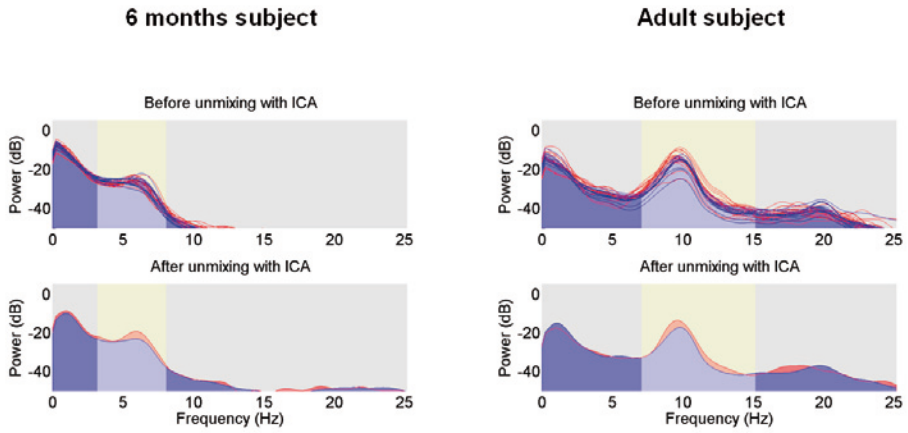 6 months subject
Adult subject
Before unmixing with ICA
Before unmixing with ICA
Power (dB)
0
-20
-40
0 5 10 15 20 25
Power (dB)
0
-20
-40
0 5 10 15 20 25
After unmixing with ICA
After unmixing with ICA
Power (dB)
0
-20
-40
0 5 10 15 20 25
Frequency (Hz)
Power (dB)
0
-20
-40
0 5 10 15 20 25
Frequency (Hz)